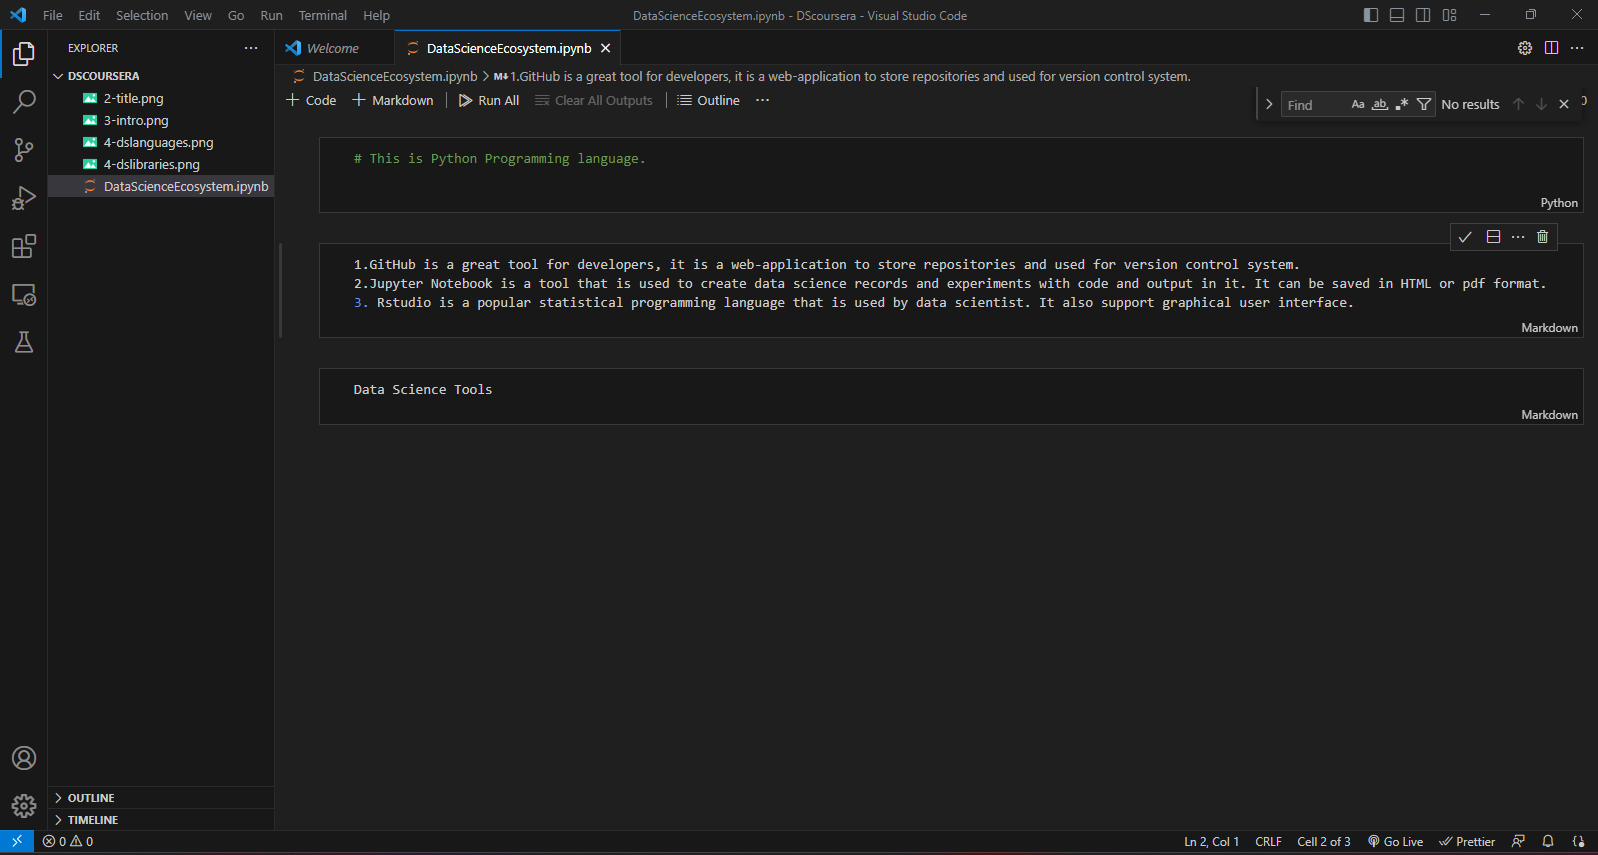 File Edit Selection View Go Run Terminal Help
DataScienceEcosystem.ipynb - DScoursera - Visual Studio Code
EXPLORER
DSCOURSERA
2-title.png
3-intro.png
4-dslanguages.png
4-dslibraries.png
DataScienceEcosystem.ipynb
OUTLINE
TIMELINE
Welcome
DataScienceEcosystem.ipynb
DataScienceEcosystem.ipynb > M↓1.GitHub is a great tool for developers, it is a web-application to store repositories and used for version control system.
+ Code + Markdown Run All Clear All Outputs Outline ...
Find Aa ab .* No results
# This is Python Programming language.
Python
1.GitHub is a great tool for developers, it is a web-application to store repositories and used for version control system.
2.Jupyter Notebook is a tool that is used to create data science records and experiments with code and output in it. It can be saved in HTML or pdf format.
3. Rstudio is a popular statistical programming language that is used by data scientist. It also support graphical user interface.
Markdown
Data Science Tools
Markdown
0 0
Ln 2, Col 1 CRLF Cell 2 of 3 Go Live Prettier